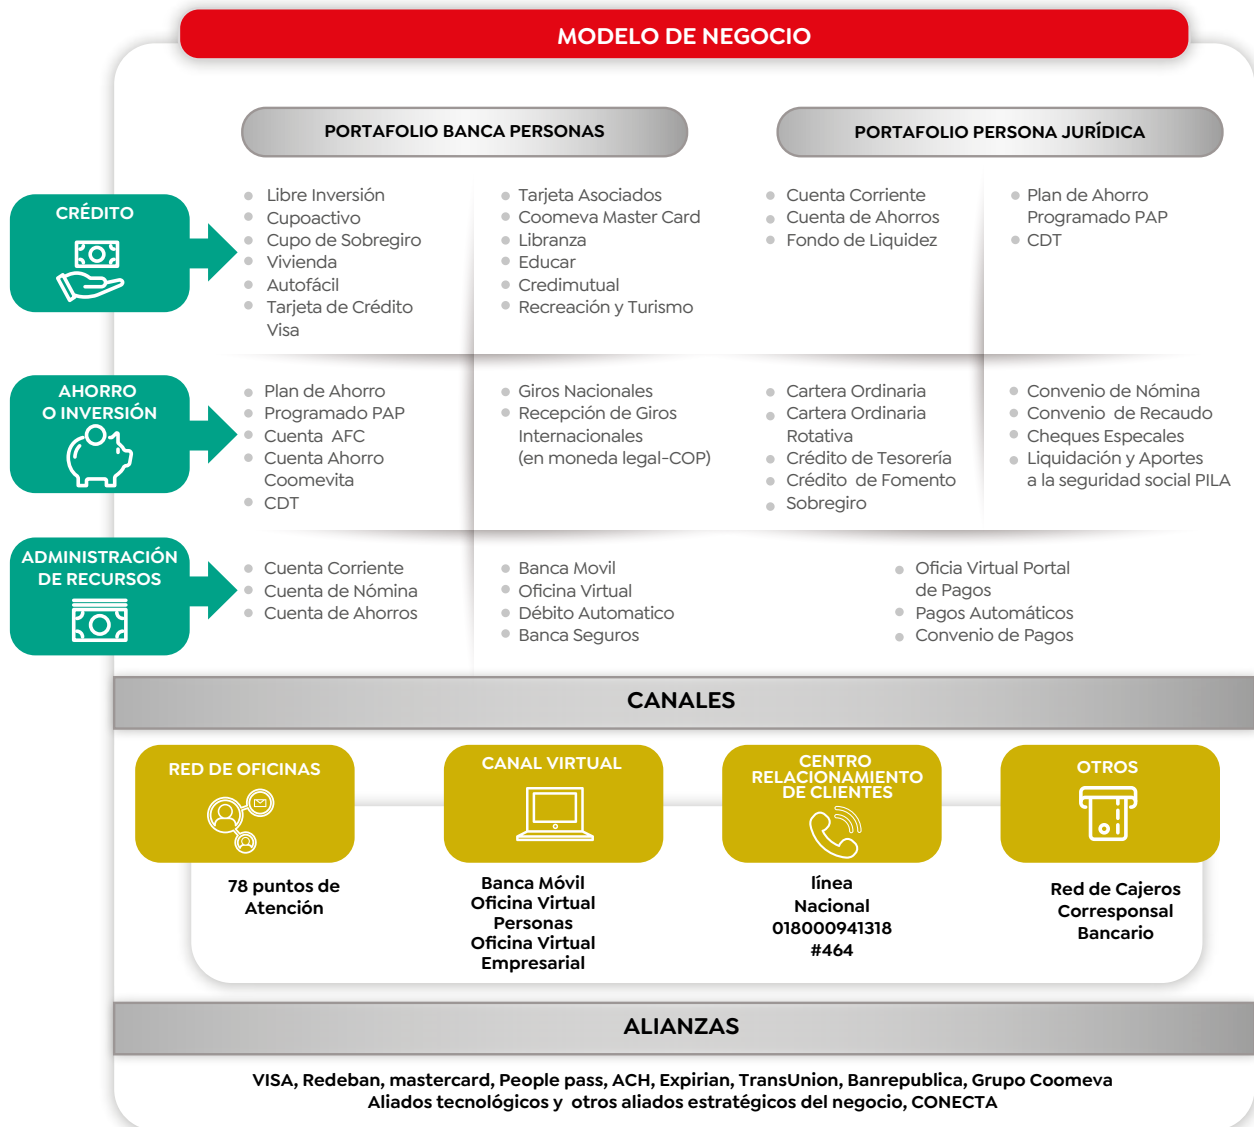 MODELO DE NEGOCIO
PORTAFOLIO BANCA PERSONAS
PORTAFOLIO PERSONA JURÍDICA
CRÉDITO
Libre Inversión
Cupoactivo
Cupo de Sobregiro
Vivienda
Autofácil
Tarjeta de Crédito
Visa
Tarjeta Asociados
Coomeva Master Card
Libranza
Educar
Credimutual
Recreación y Turismo
Cuenta Corriente
Cuenta de Ahorros
Fondo de Liquidez
Plan de Ahorro
Programado PAP
CDT
AHORRO
O INVERSIÓN
Plan de Ahorro
Programado PAP
Cuenta AFC
Cuenta Ahorro
Coomevita
CDT
Giros Nacionales
Recepción de Giros
Internacionales
(en moneda legal-COP)
Cartera Ordinaria
Cartera Ordinaria
Rotativa
Crédito de Tesorería
Crédito de Fomento
Sobregiro
Convenio de Nómina
Convenio de Recaudo
Cheques Especales
Liquidación y Aportes
a la seguridad social PILA
ADMINISTRACIÓN
DE RECURSOS
Cuenta Corriente
Cuenta de Nómina
Cuenta de Ahorros
Banca Movil
Oficina Virtual
Débito Automatico
Banca Seguros
Oficia Virtual Portal
de Pagos
Pagos Automáticos
Convenio de Pagos
CANALES
RED DE OFICINAS
78 puntos de
Atención
CANAL VIRTUAL
Banca Móvil
Oficina Virtual
Personas
Oficina Virtual
Empresarial
CENTRO
RELACIONAMIENTO
DE CLIENTES
línea
Nacional
018000941318
#464
OTROS
Red de Cajeros
Corresponsal
Bancario
ALIANZAS
VISA, Redeban, mastercard, People pass, ACH, Expirian, TransUnion, Banrepublica, Grupo Coomeva
Aliados tecnológicos y otros aliados estratégicos del negocio, CONECTA